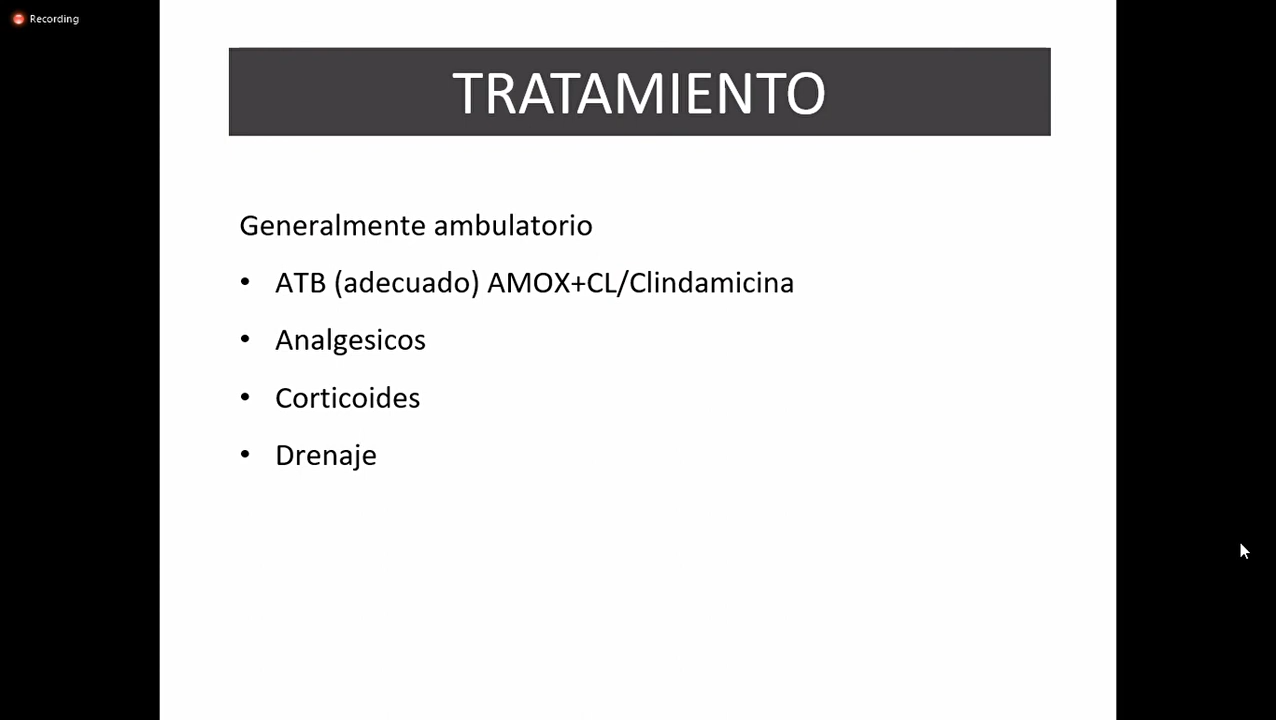 Recording
TRATAMIENTO
Generalmente ambulatorio
• ATB (adecuado) AMOX+CL/Clindamicina
• Analgesicos
• Corticoides
• Drenaje